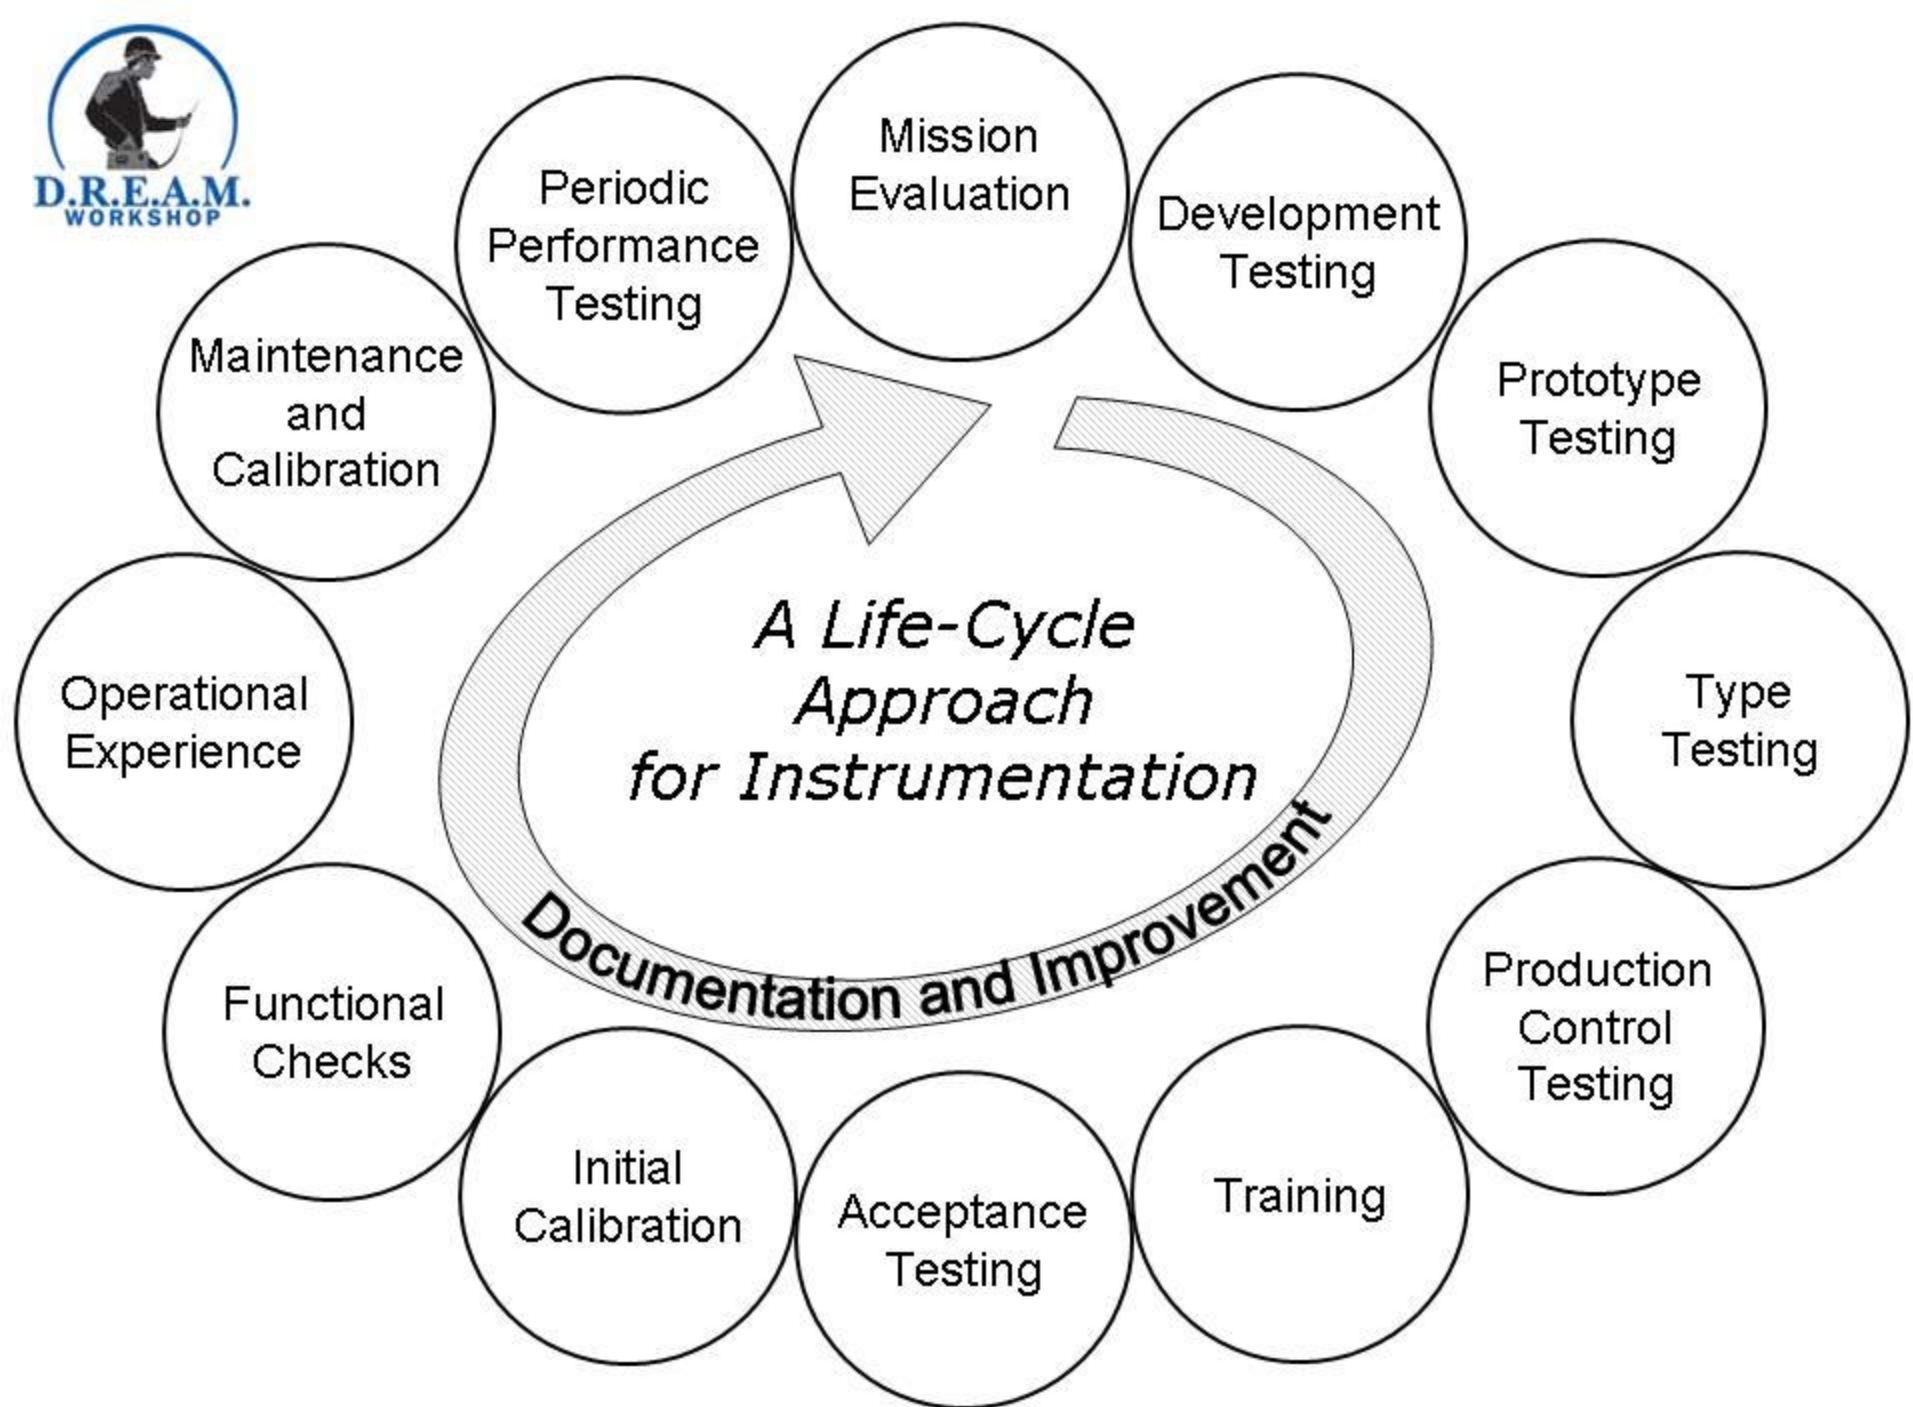 D.R.E.A.M.
WORKSHOP
Mission
Evaluation
Development
Testing
Prototype
Testing
Type
Testing
Production
Control
Testing
Training
Acceptance
Testing
Initial
Calibration
Functional
Checks
Operational
Experience
Maintenance
and
Calibration
Periodic
Performance
Testing
A Life-Cycle
Approach
for Instrumentation
Documentation and Improvement